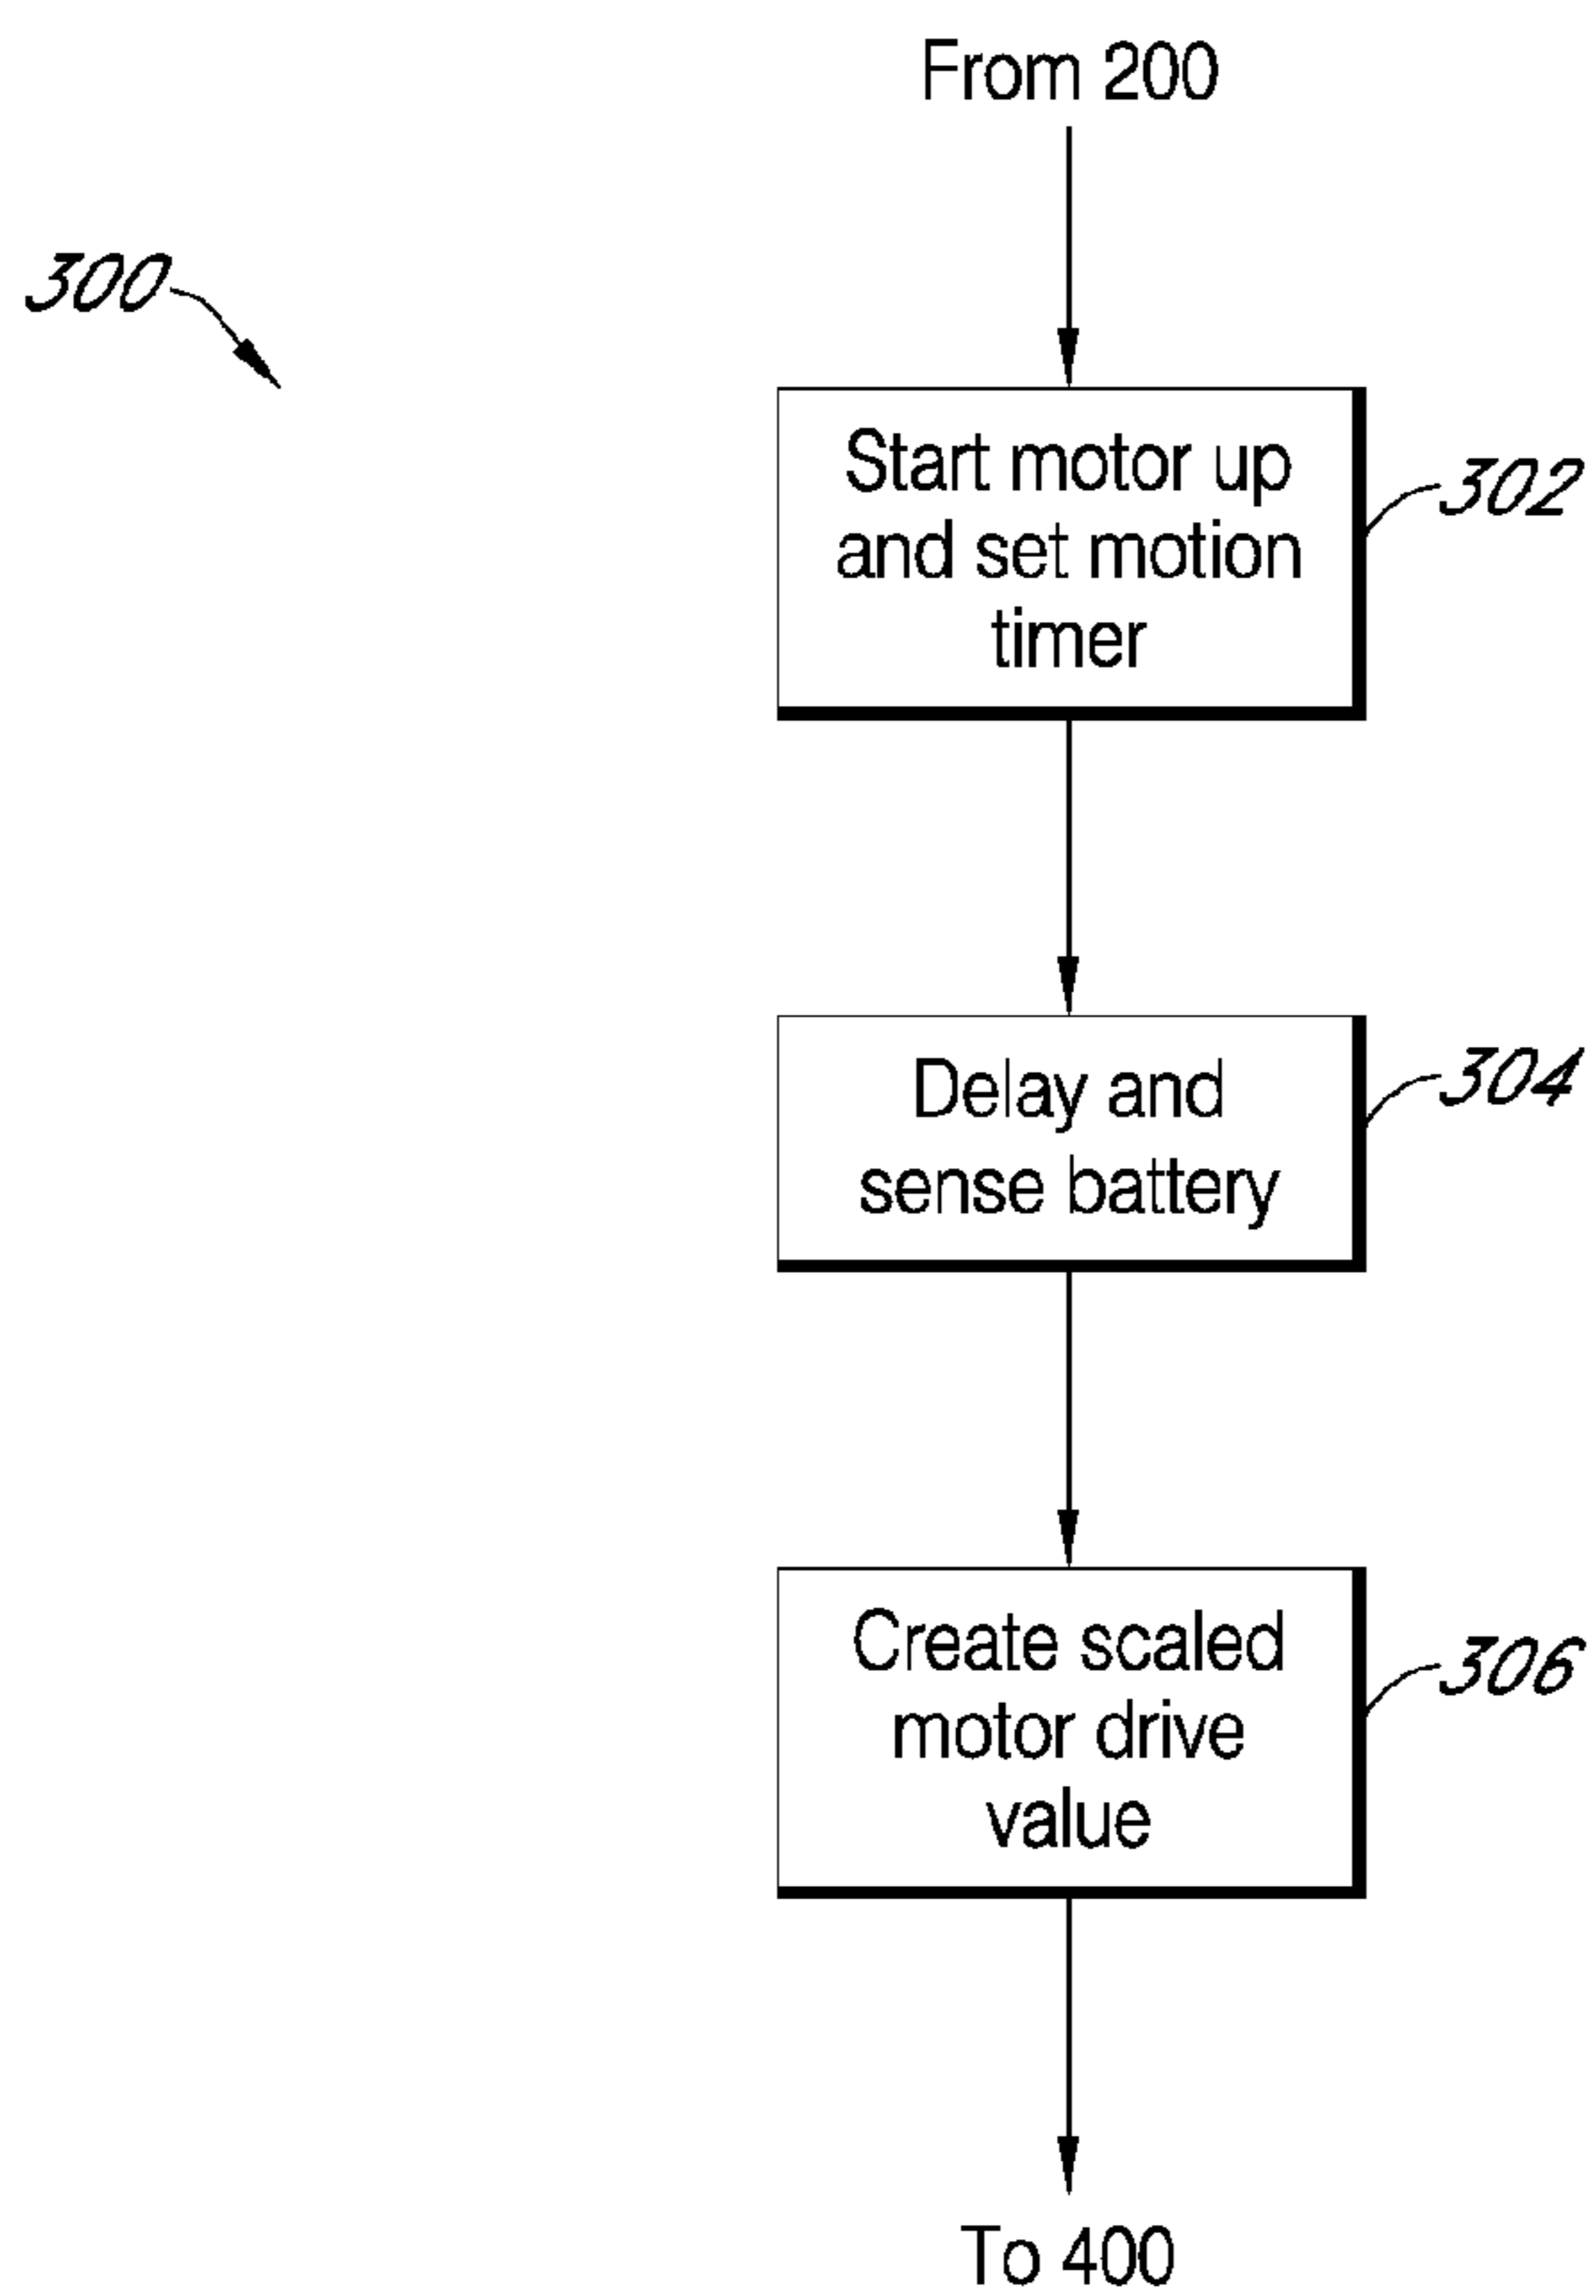 From 200
300
Start motor up
and set motion
timer
302
Delay and
sense battery
304
Create scaled
motor drive
value
306
To 400